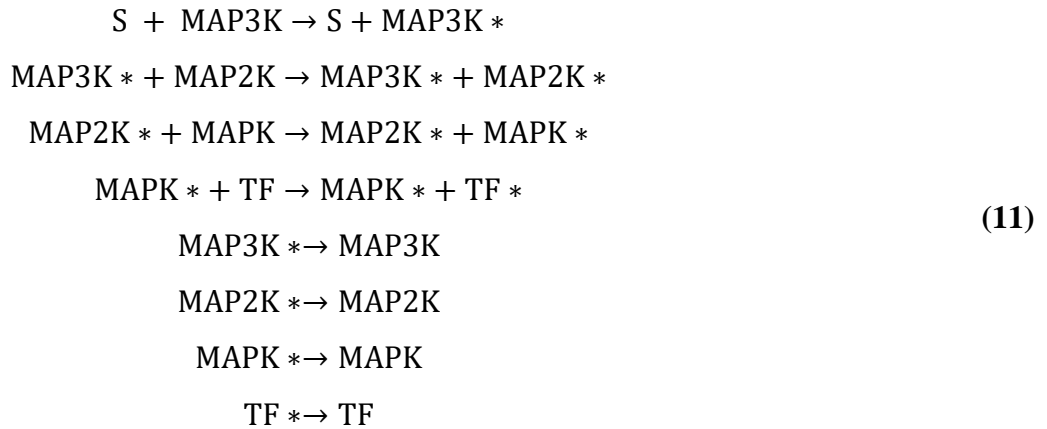 S + MAP3K → S + MAP3K ∗
MAP3K ∗ + MAP2K → MAP3K ∗ + MAP2K ∗
MAP2K ∗ + MAPK → MAP2K ∗ + MAPK ∗
MAPK ∗ + TF → MAPK ∗ + TF ∗
(11)
MAP3K ∗→ MAP3K
MAP2K ∗→ MAP2K
MAPK ∗→ MAPK
TF ∗→ TF